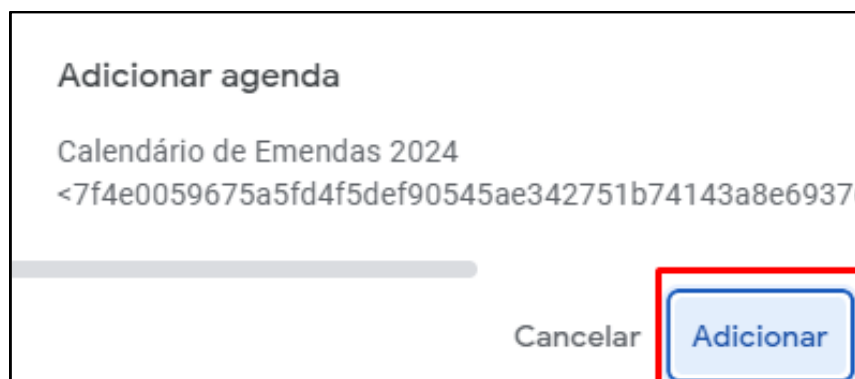 Adicionar agenda
Calendário de Emendas 2024
<7f4e0059675a5fd4f5def90545ae342751b74143a8e6937
Cancelar Adicionar